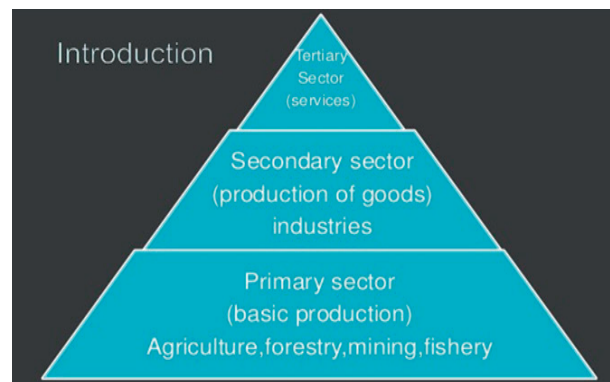 Introduction
Tertiary
Sector
(services)
Secondary sector
(production of goods)
industries
Primary sector
(basic production)
Agriculture,forestry,mining,fishery